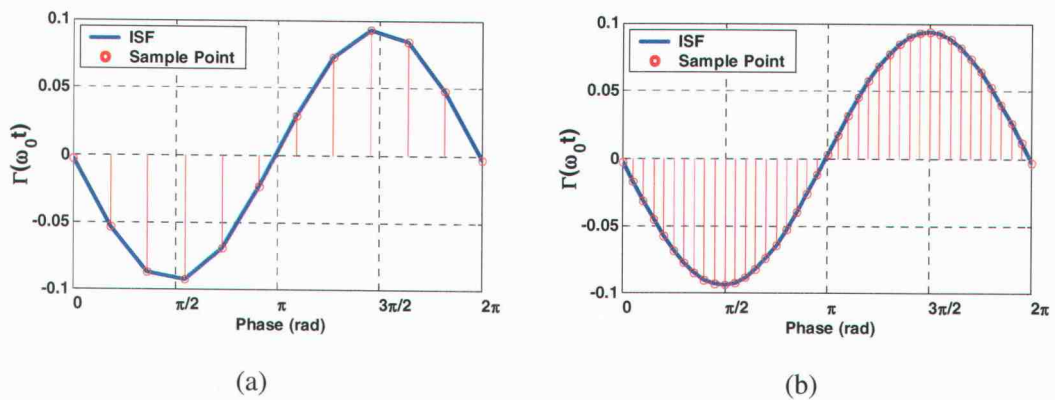 0.1
0.05
0
-0.05
-0.1
Γ(ω₀t)
ISF
Sample Point
0
π/2
π
3π/2
2π
Phase (rad)
(a)
0.1
0.05
0
-0.05
-0.1
Γ(ω₀t)
ISF
Sample Point
0
π/2
π
3π/2
2π
Phase (rad)
(b)